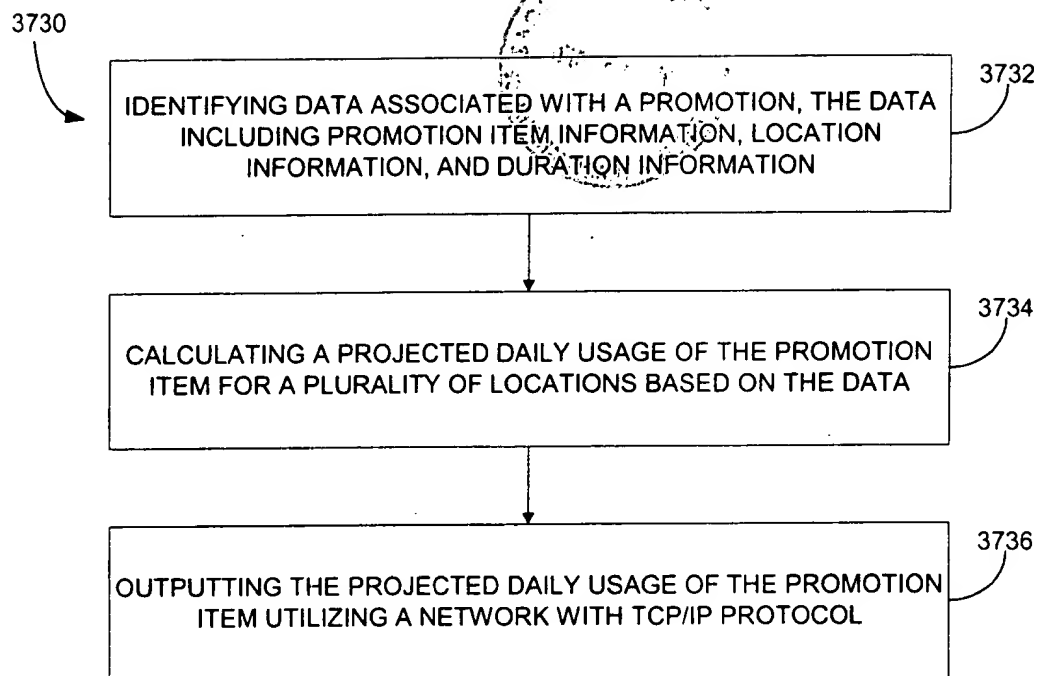 3730
3732
IDENTIFYING DATA ASSOCIATED WITH A PROMOTION, THE DATA
INCLUDING PROMOTION ITEM INFORMATION, LOCATION
INFORMATION, AND DURATION INFORMATION
3734
CALCULATING A PROJECTED DAILY USAGE OF THE PROMOTION
ITEM FOR A PLURALITY OF LOCATIONS BASED ON THE DATA
3736
OUTPUTTING THE PROJECTED DAILY USAGE OF THE PROMOTION
ITEM UTILIZING A NETWORK WITH TCP/IP PROTOCOL